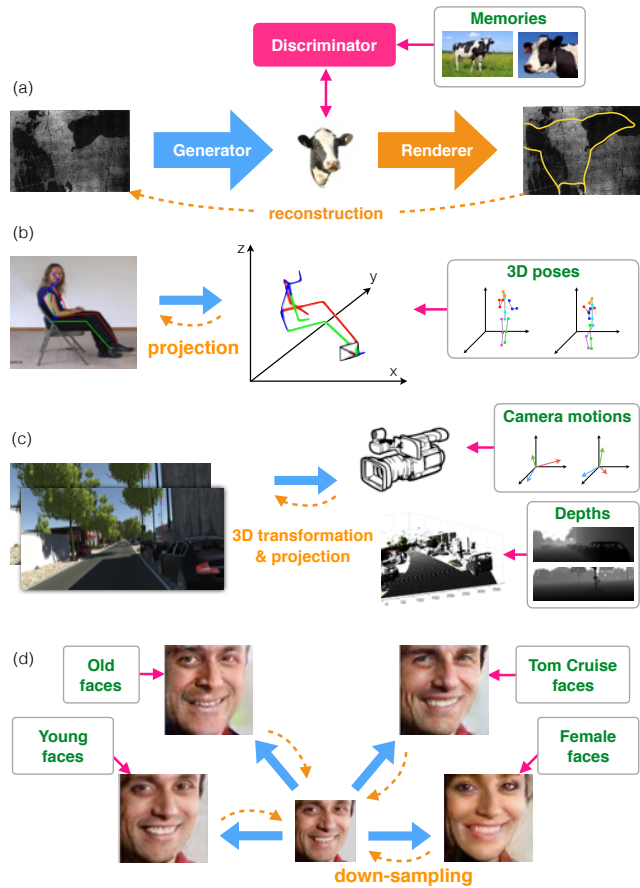 Memories
Discriminator
(a)
Generator
Renderer
reconstruction
(b)
z
y
x
projection
3D poses
(c)
Camera motions
3D transformation
& projection
Depths
(d)
Old
faces
Tom Cruise
faces
Young
faces
Female
faces
down-sampling